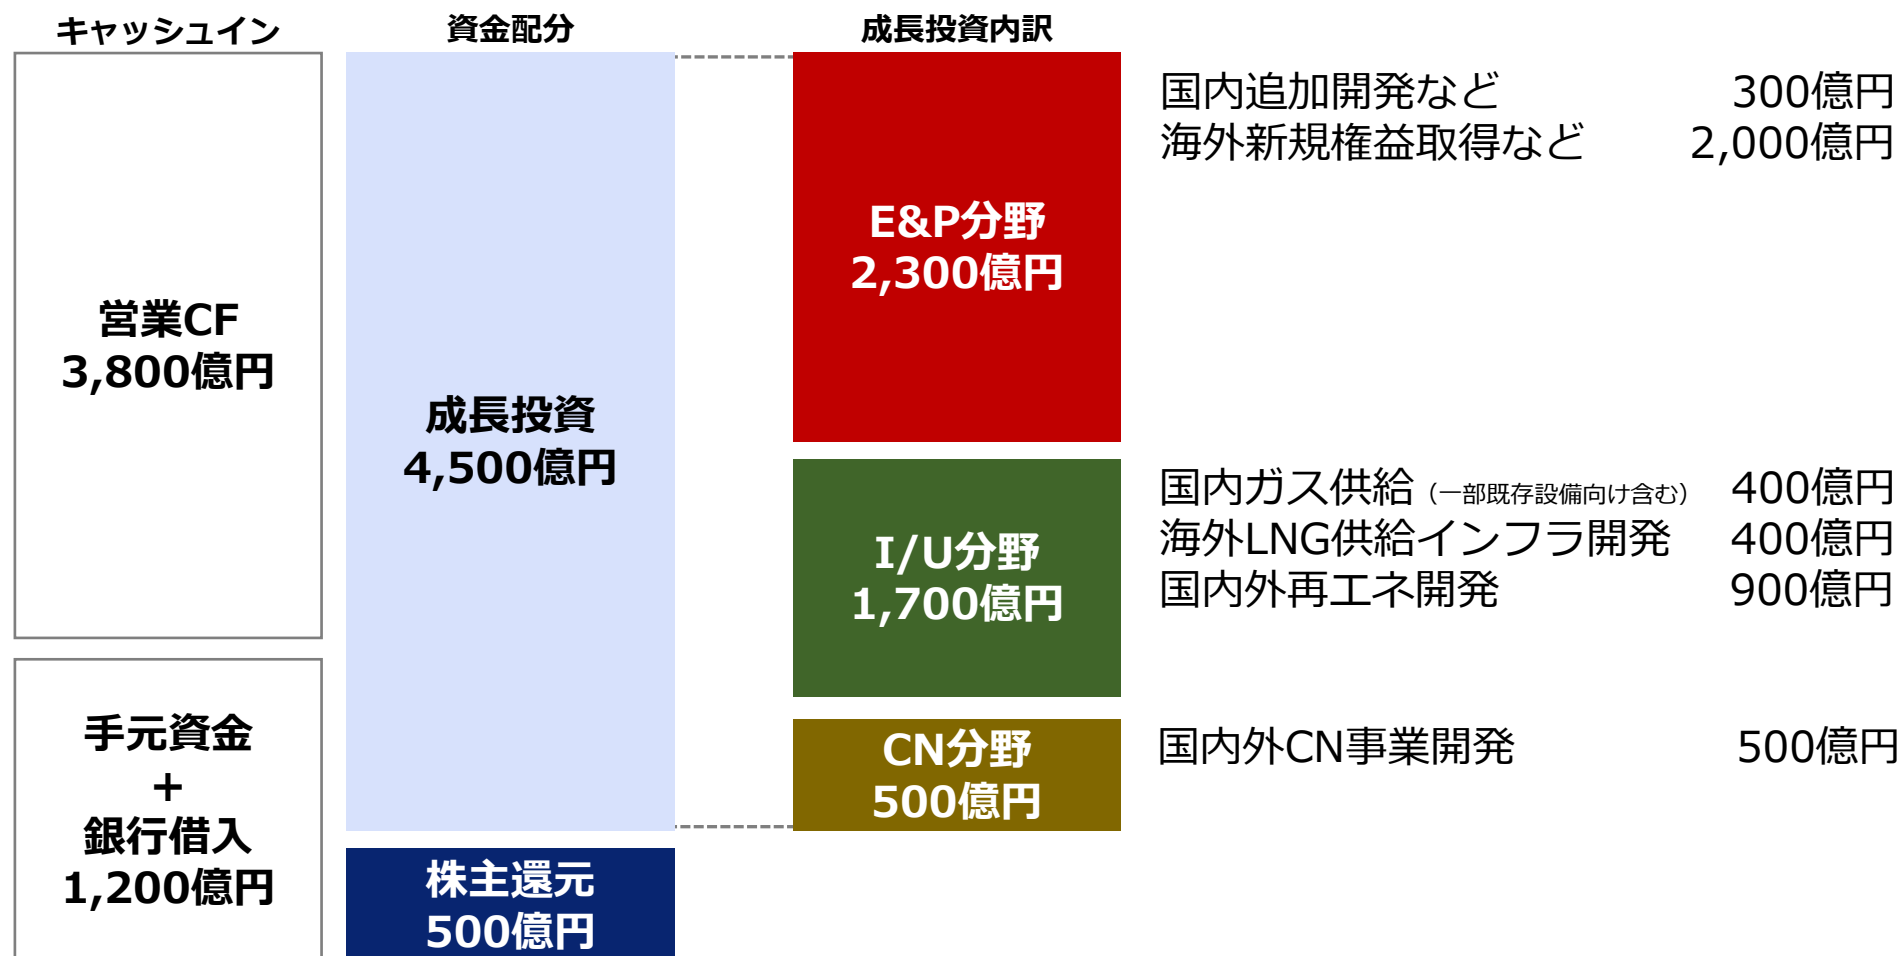 キャッシュイン
資金配分
成長投資内訳
営業CF
3,800億円
手元資金
+
銀行借入
1,200億円
成長投資
4,500億円
株主還元
500億円
E&P分野
2,300億円
国内追加開発など 300億円
海外新規権益取得など 2,000億円
I/U分野
1,700億円
国内ガス供給（一部既存設備向け含む） 400億円
海外LNG供給インフラ開発 400億円
国内外再エネ開発 900億円
CN分野
500億円
国内外CN事業開発 500億円